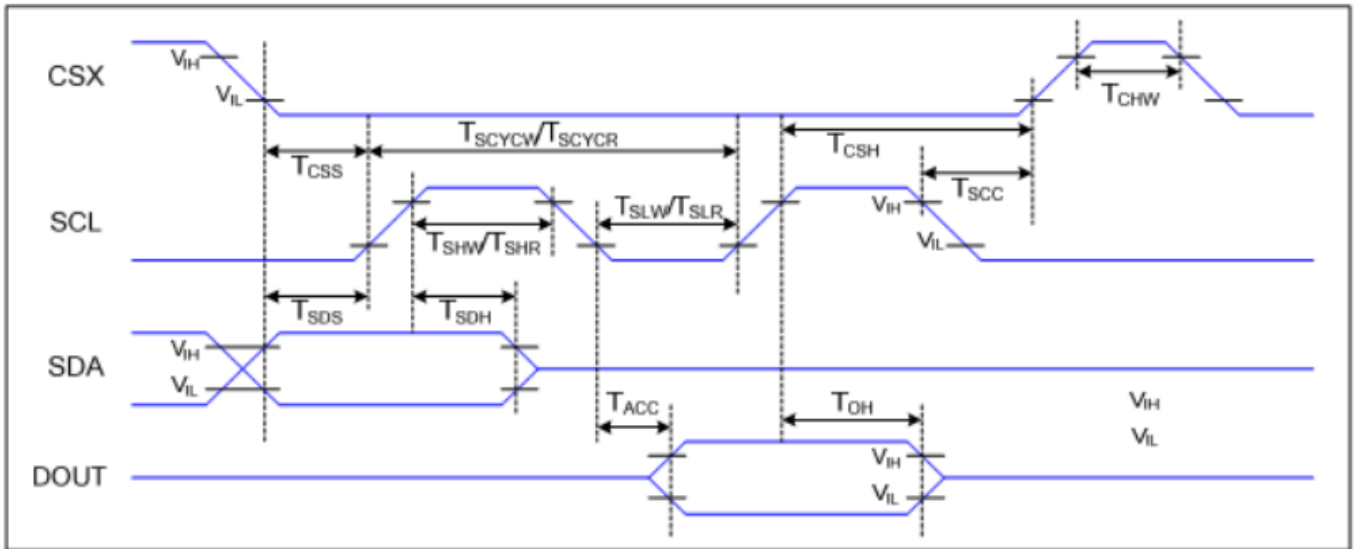 CSX
VIH
VIL
TCHW
TSCYCW/TSCYCR
TCSS
TCSH
TSCC
SCL
TSLW/TSLR
VIH
TSHW/TSHR
VIL
TSDS
TSDH
SDA
VIH
VIL
TACC
TOH
VIH
VIL
DOUT
VIH
VIL